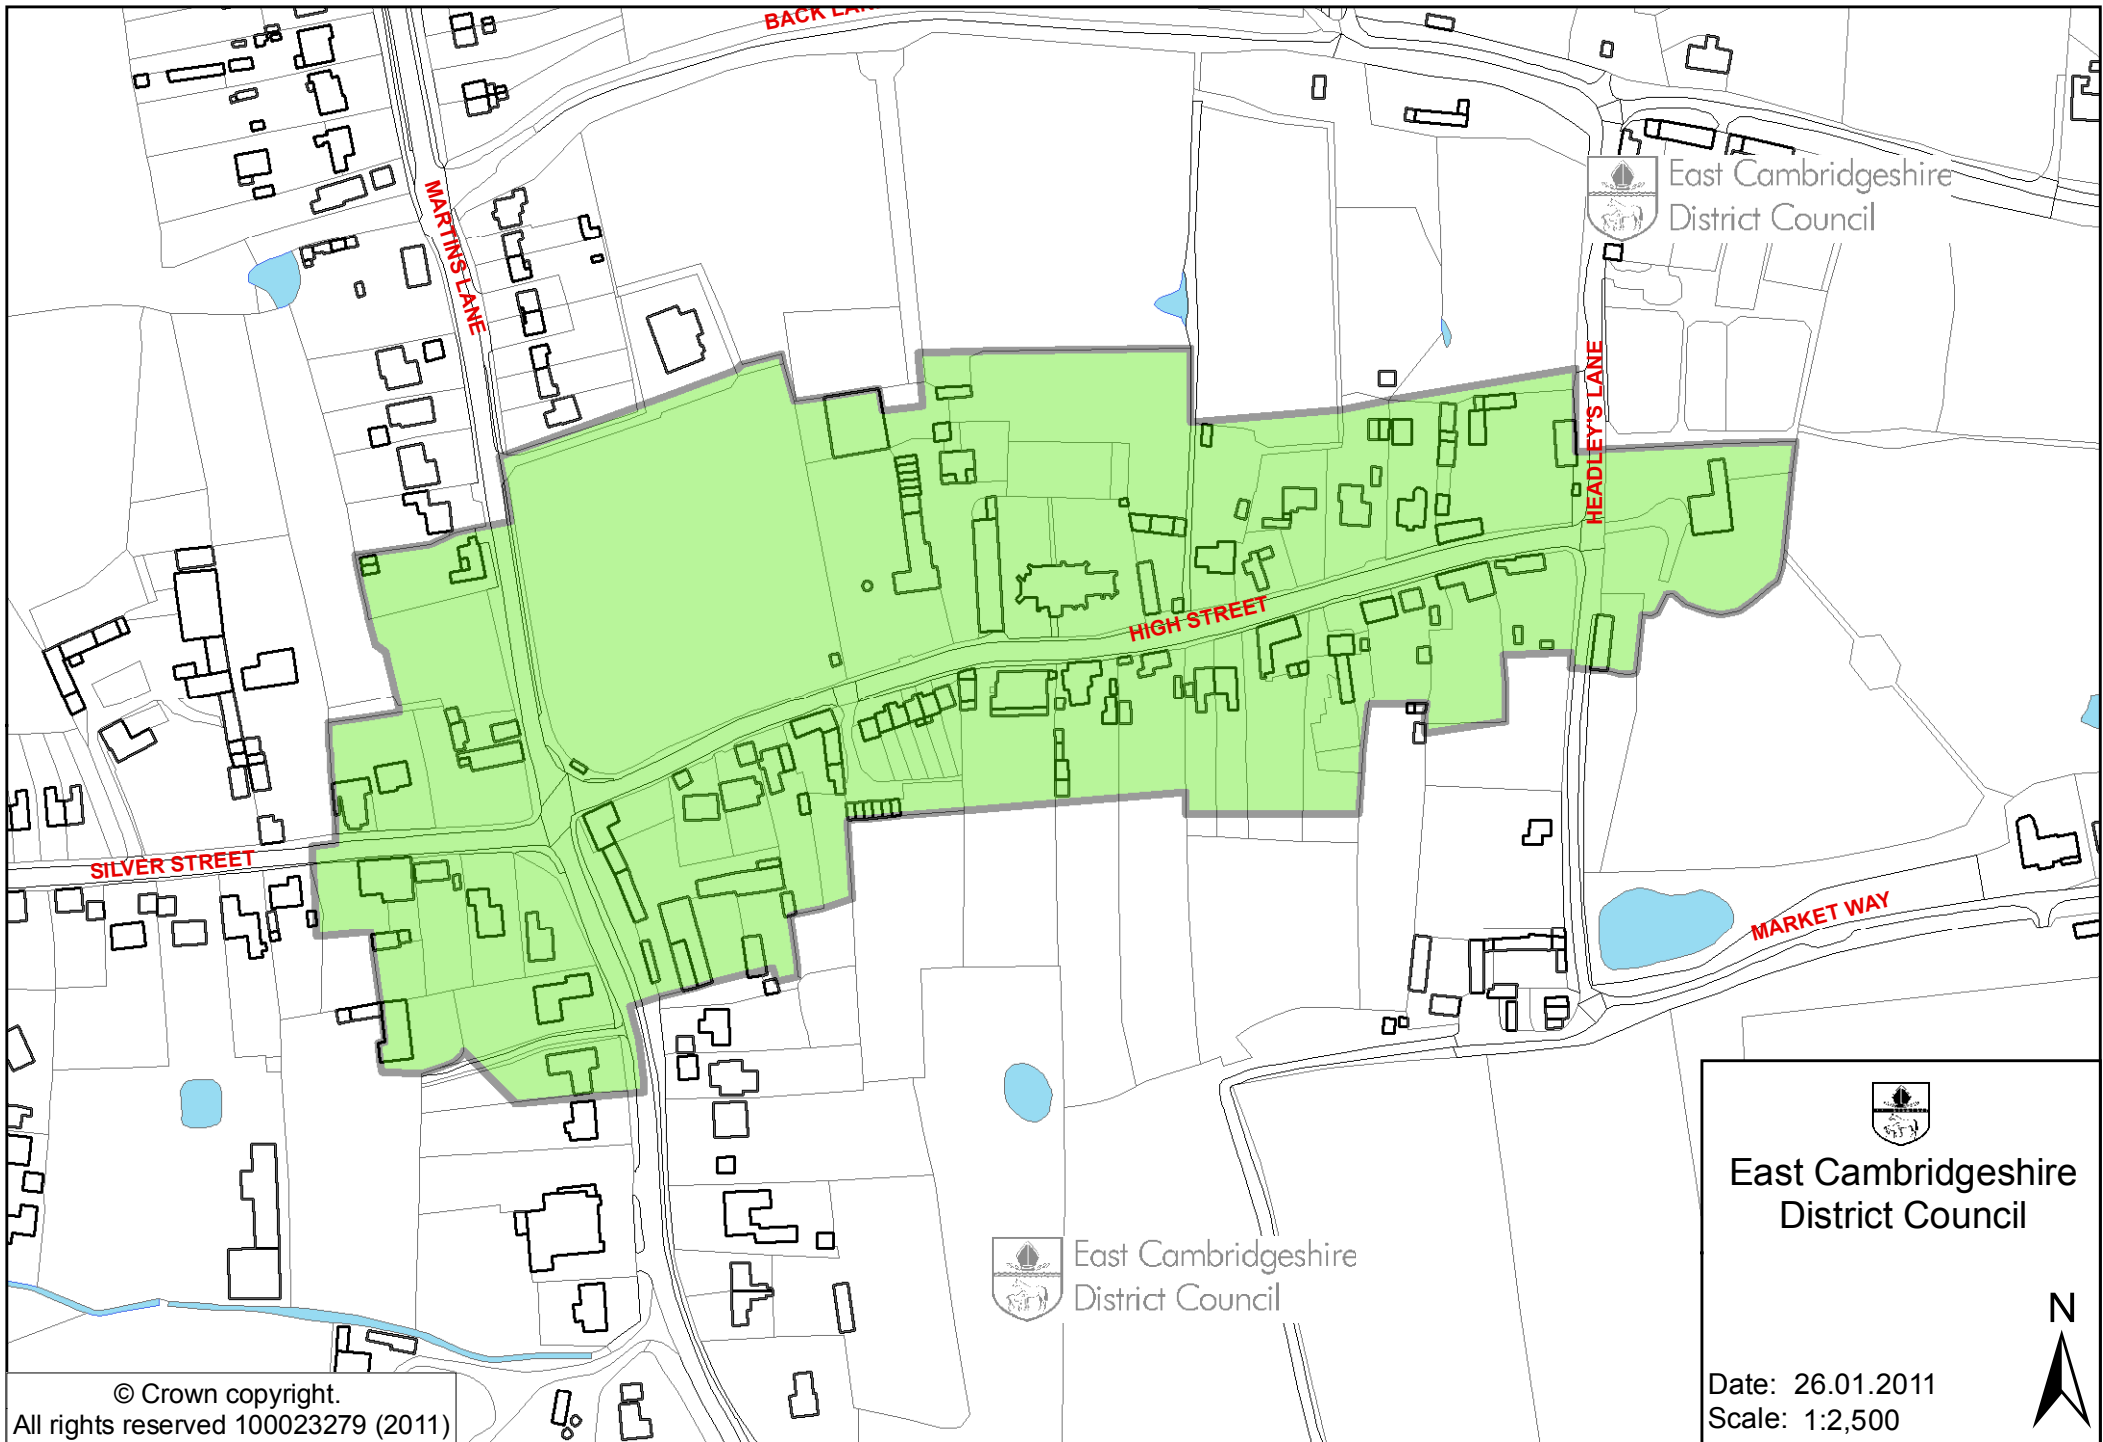 BACK
MARTINS LANE
East Cambridgeshire
District Council
HEADLEY'S LANE
HIGH STREET
SILVER STREET
MARKET WAY
East Cambridgeshire
District Council
East Cambridgeshire
District Council
N
Date: 26.01.2011
Scale: 1:2,500
© Crown copyright.
All rights reserved 100023279 (2011)